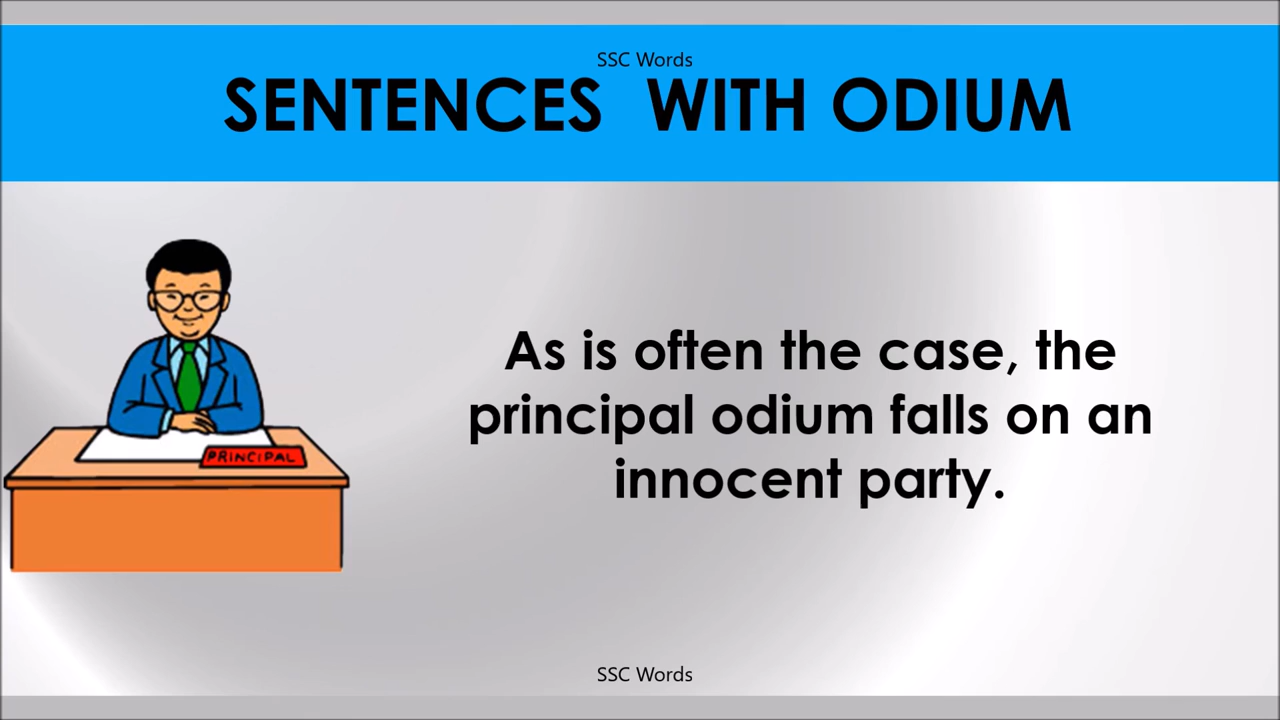 SSC Words
SENTENCES WITH ODIUM
As is often the case, the
principal odium falls on an
innocent party.
PRINCIPAL
SSC Words